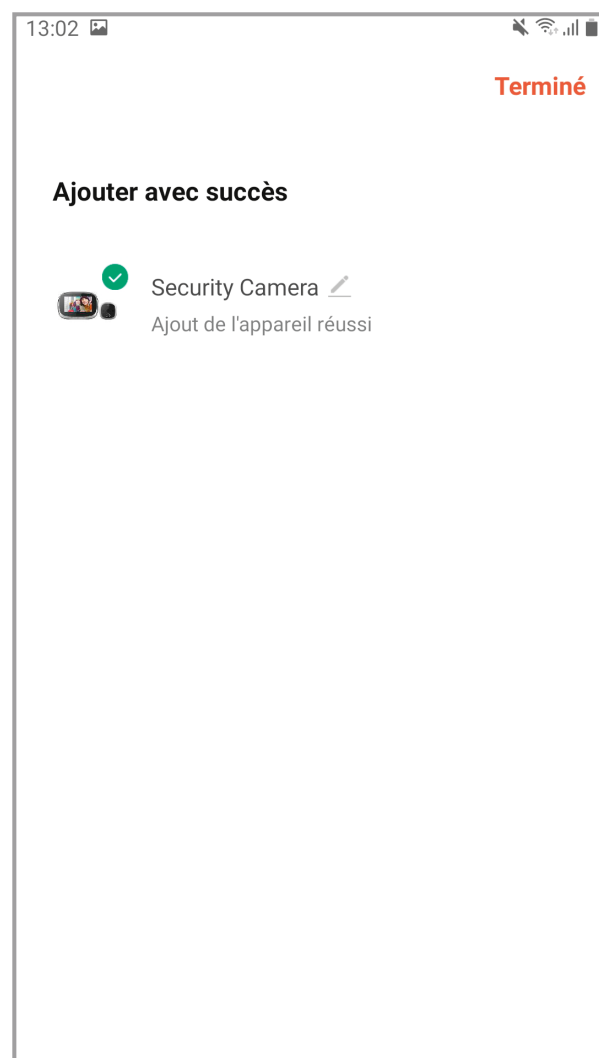 13:02
Terminé
Ajouter avec succès
Security Camera
Ajout de l'appareil réussi